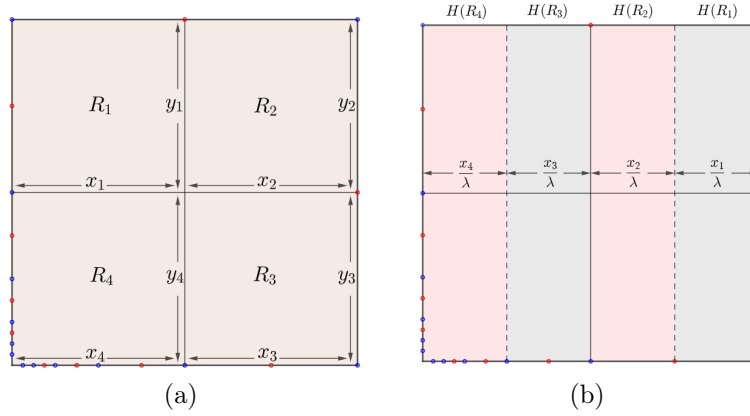 H(R₄) H(R₃) H(R₂) H(R₁)
R₁ y₁ R₂ y₂
x₁ x₂
x₄/λ x₃/λ x₂/λ x₁/λ
R₄ y₄ R₃ y₃
x₄ x₃
(a) (b)